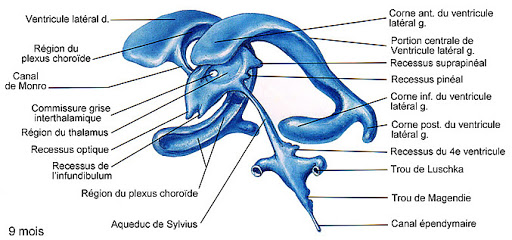 Ventricule latéral d.
Région du
plexus choroïde
Canal
de Monro
Commissure grise
interthalamique
Région du thalamus
Recessus optique
Recessus de
l'infundibulum
Région du plexus choroïde
Aqueduc de Sylvius
9 mois
Corne ant. du ventricule
latéral g.
Portion centrale de
Ventricule latéral g.
Recessus suprapinéal
Recessus pinéal
Corne inf. du ventricule
latéral g.
Corne post. du ventricule
latéral g.
Recessus du 4e ventricule
Trou de Luschka
Trou de Magendie
Canal épendymaire